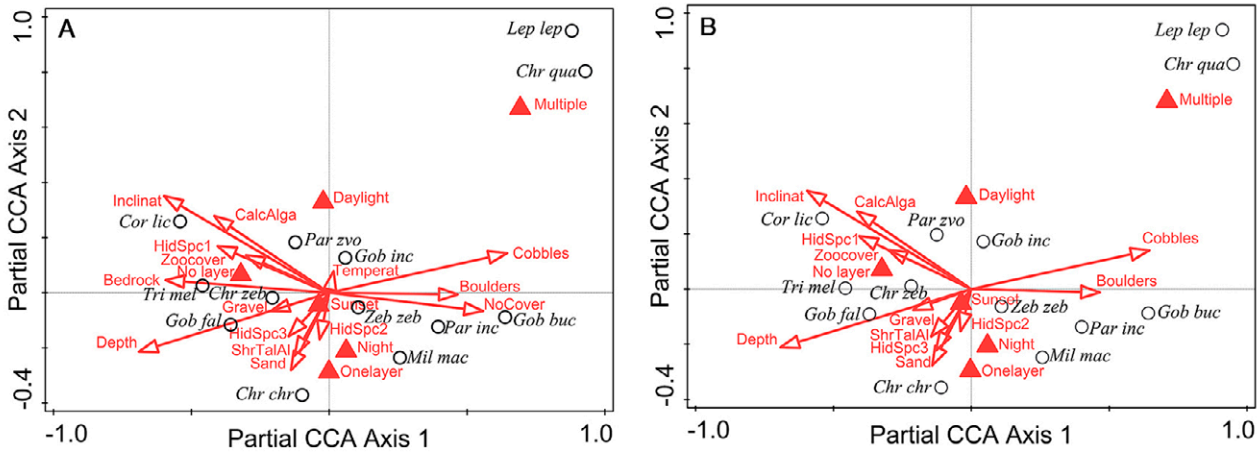 A
1.0
Partial CCA Axis 2
-0.4
Lep lep
Chr qua
Multiple
Inclinat
Daylight
CalcAlga
Cor lic
HidSpc1
Par zvo
Zoocover
Gob inc
Cobbles
No layer
Temperat
Bedrock
Boulders
Tri mel
Chr zeb
Sunset
NoCover
Gravel
Zeb zeb
Gob buc
Gob fal
HidSpc3
HidSpc2
Par inc
Depth
ShrTalAl
Night
Mil mac
Sand
Onelayer
Chr chr
-1.0
Partial CCA Axis 1
1.0
B
1.0
Partial CCA Axis 2
-0.4
Lep lep
Chr qua
Multiple
Inclinat
Daylight
CalcAlga
Cor lic
Par zvo
HidSpc1
Gob inc
Cobbles
Zoocover
No layer
Boulders
Tri mel
Chr zeb
Sunset
Zeb zeb
Gob fal
Gravel
HidSpc2
Par inc
Gob buc
Depth
ShrTalAl
HidSpc3
Night
Sand
Mil mac
Onelayer
Chr chr
-1.0
Partial CCA Axis 1
1.0